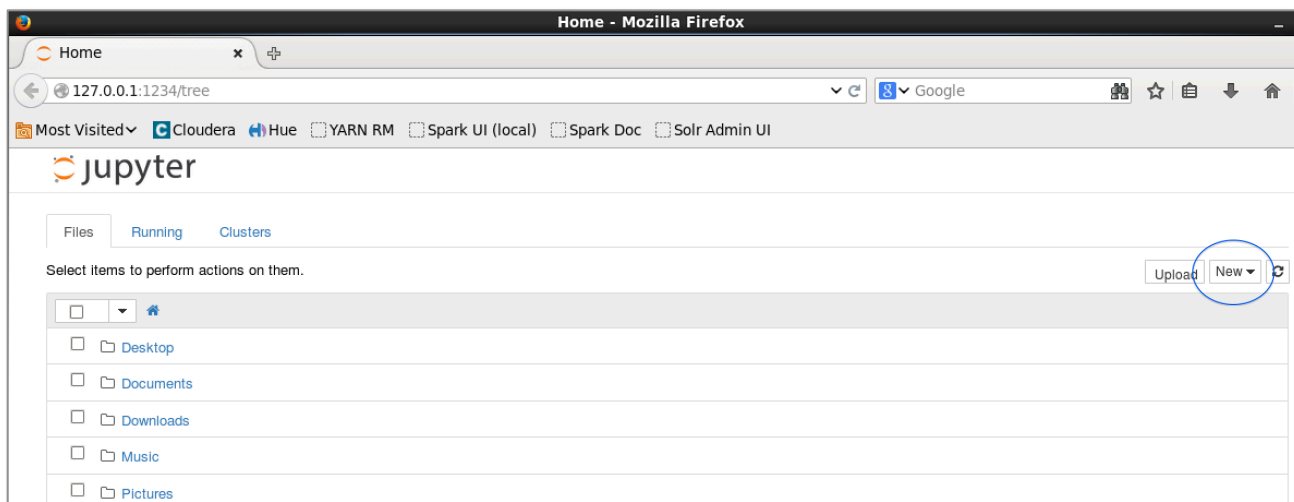 Home - Mozilla Firefox
Home
127.0.0.1:1234/tree Google
Most Visited Cloudera Hue YARN RM Spark UI (local) Spark Doc Solr Admin UI
jupyter
Files Running Clusters
Select items to perform actions on them. Upload New
Desktop
Documents
Downloads
Music
Pictures